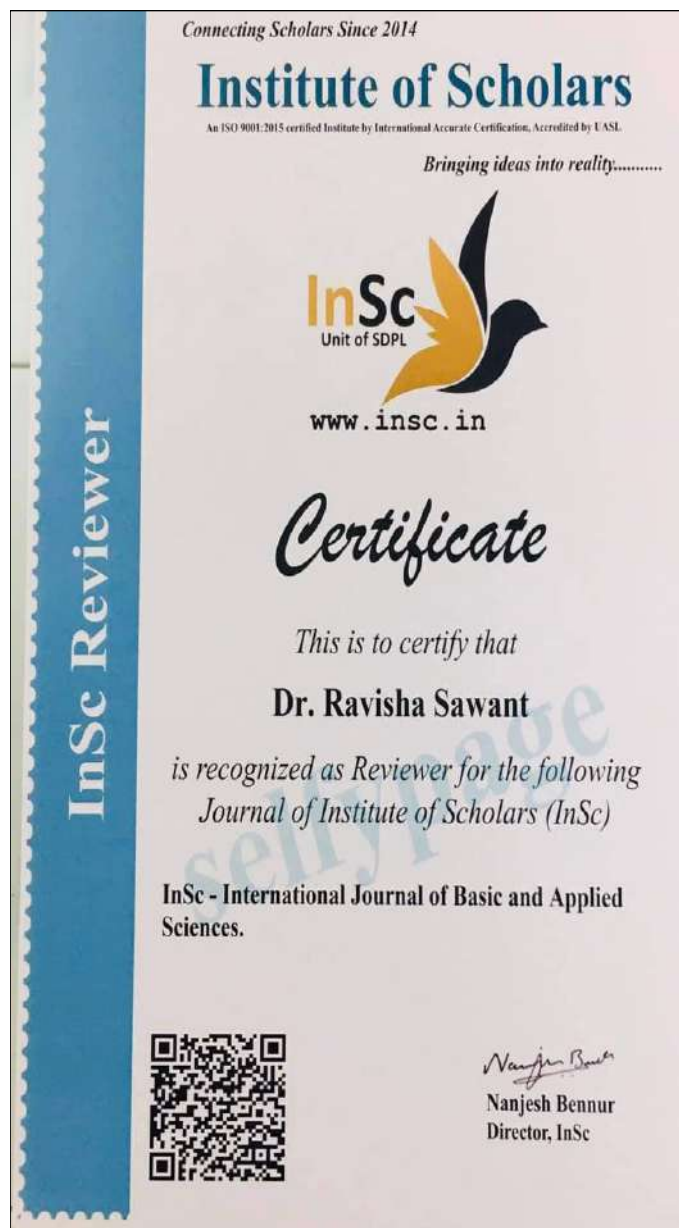 Connecting Scholars Since 2014
Institute of Scholars
An ISO 9001:2015 certified Institute by International Accurate Certification, Accredited by UASL
Bringing ideas into reality...........
InSc
Unit of SDPL
www.insc.in
InSc Reviewer
Certificate
This is to certify that
Dr. Ravisha Sawant
is recognized as Reviewer for the following
Journal of Institute of Scholars (InSc)
sellypage
InSc - International Journal of Basic and Applied
Sciences.
Nanjesh Bennur
Director, InSc